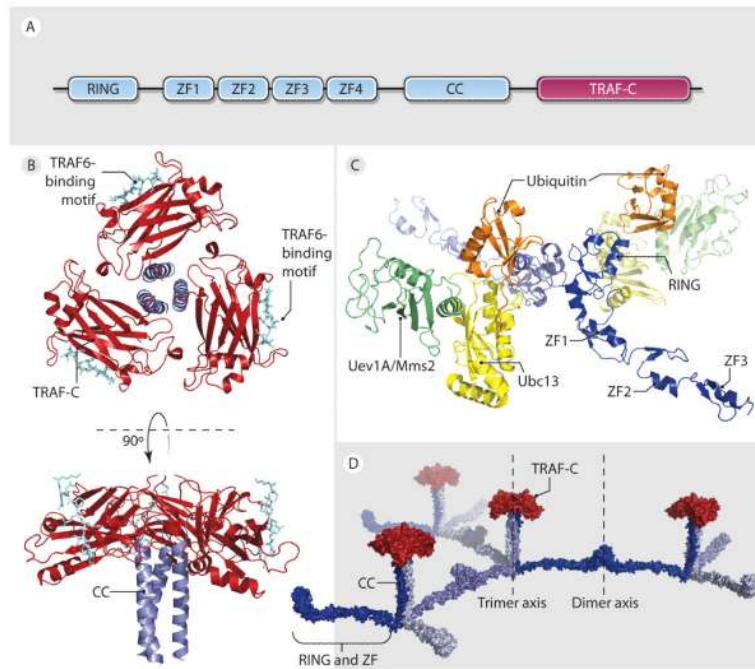 A
RING
ZF1
ZF2
ZF3
ZF4
CC
TRAF-C
B
TRAF6-
binding
motif
TRAF6-
binding
motif
TRAF-C
90º
CC
C
Ubiquitin
RING
ZF1
Uev1A/Mms2
Ubc13
ZF2
ZF3
D
TRAF-C
CC
Trimer axis
Dimer axis
RING and ZF